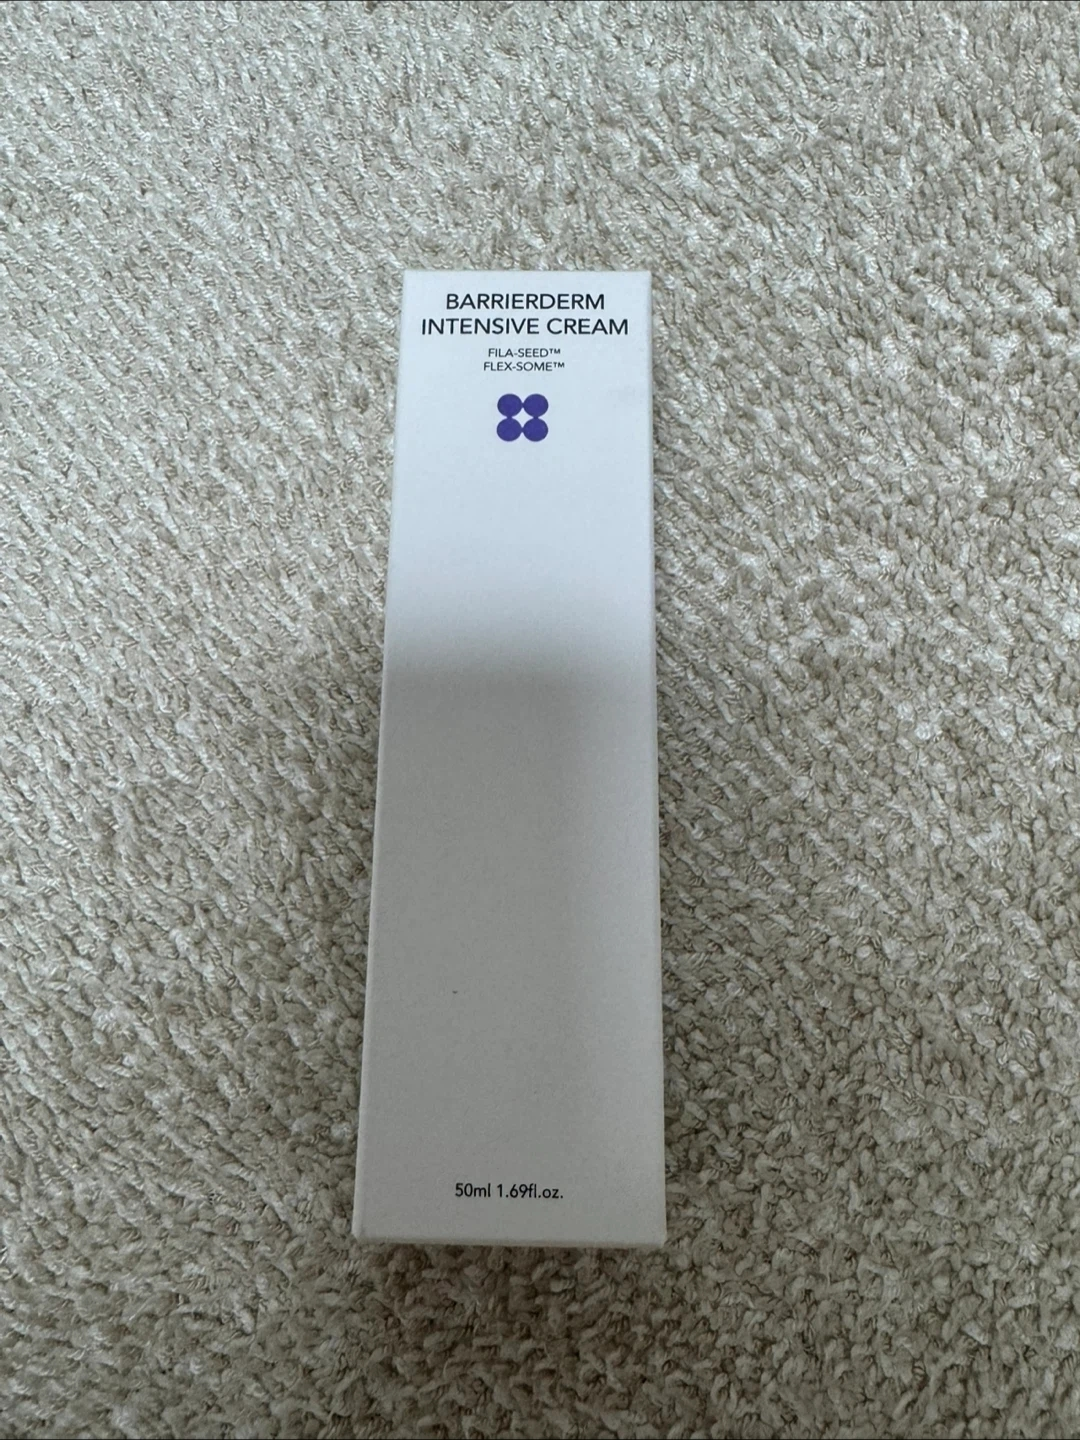 BARRIERDERM
INTENSIVE CREAM
FILA-SEED™
FLEX-SOME™
50ml 1.69fl.oz.